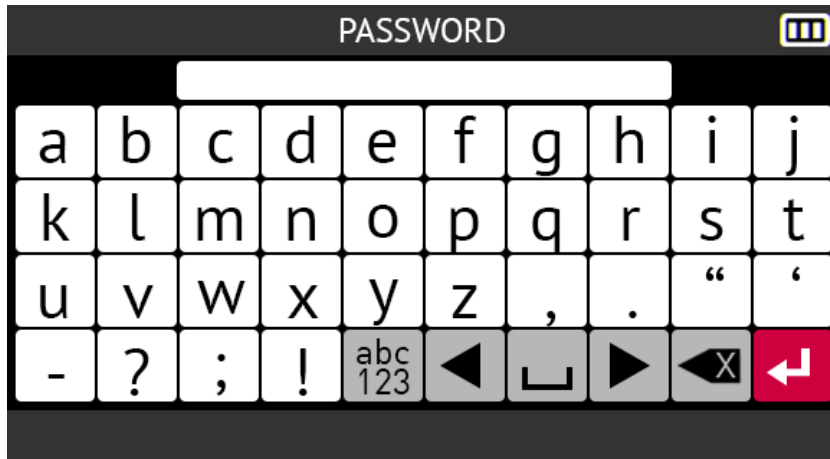 PASSWORD
a b c d e f g h i j
k l m n o p q r s t
u v w x y z , . “ ‘
- ? ; ! abc 123 X